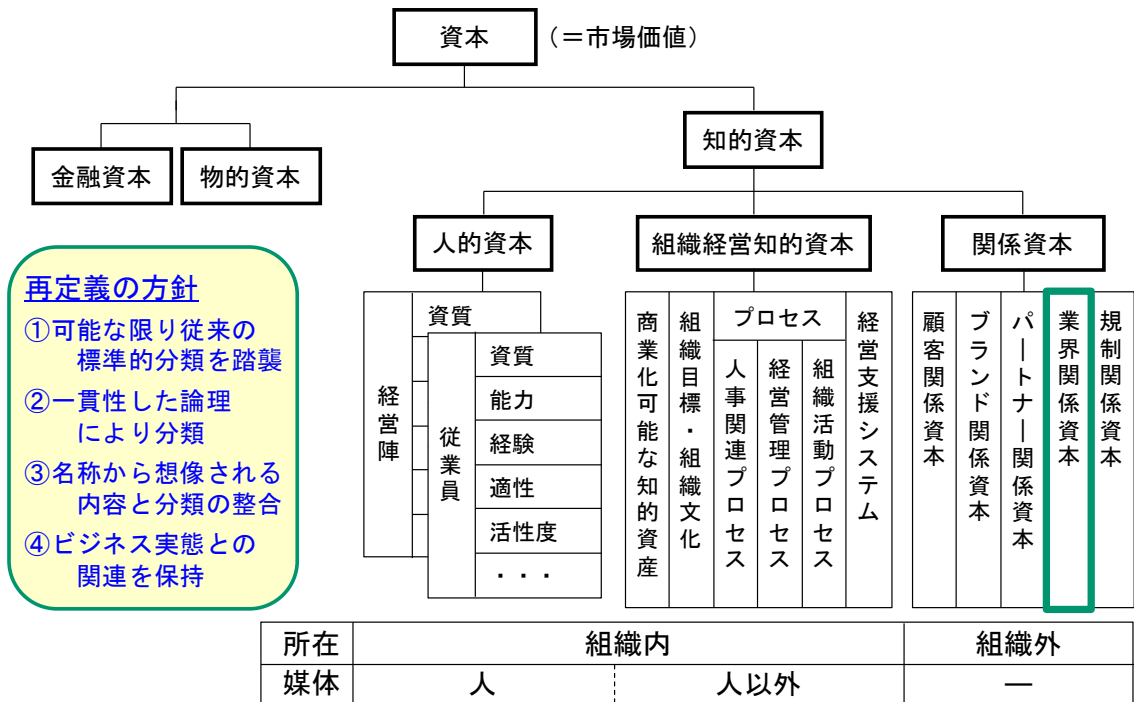 資本
(=市場価値)
金融資本
物的資本
知的資本
人的資本
組織経営知的資本
関係資本
再定義の方針
①可能な限り従来の
標準的分類を踏襲
②一貫性した論理
により分類
③名称から想像される
内容と分類の整合
④ビジネス実態との
関連を保持
経営陣
資質
従業員
資質
能力
経験
適性
活性度
・・・
商業化可能な知的資産
組織目標・組織文化
プロセス
人事関連プロセス
経営管理プロセス
組織活動プロセス
経営支援システム
顧客関係資本
ブランド関係資本
パートナー関係資本
業界関係資本
規制関係資本
所在 組織内 組織外
媒体 人 人以外 ―